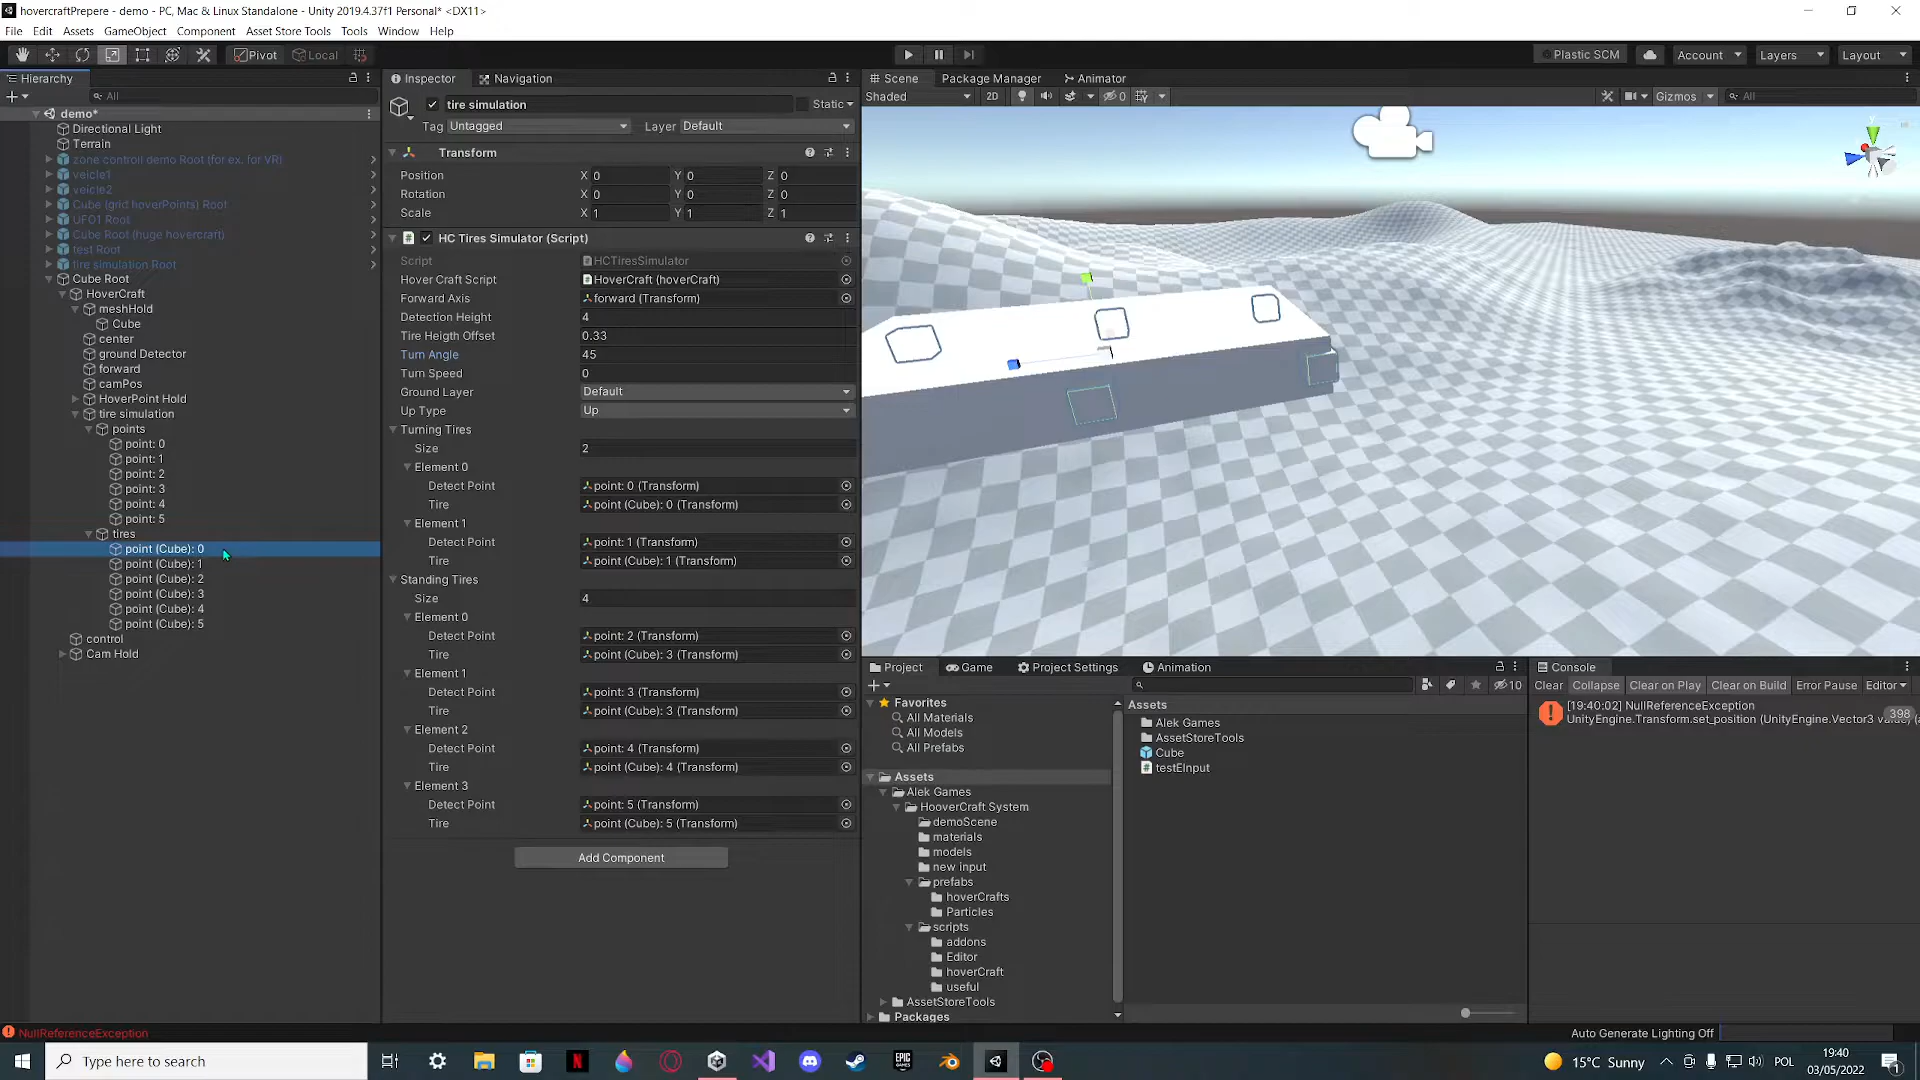 hovercraftPrepere - demo - PC, Mac & Linux Standalone - Unity 2019.4.37f1 Personal* <DX11>
File Edit Assets GameObject Component Asset Store Tools Tools Window Help
Pivot Local Plastic SCM Account Layers Layout
Hierarchy
All
demo*
Directional Light
Terrain
zone controll demo Root (for ex. for VR)
veicle1
veicle2
Cube (grid hoverPoints) Root
UFO1 Root
Cube Root (huge hovercraft)
test Root
tire simulation Root
Cube Root
HoverCraft
meshHold
Cube
center
ground Detector
forward
camPos
HoverPoint Hold
tire simulation
points
point: 0
point: 1
point: 2
point: 3
point: 4
point: 5
tires
point (Cube): 0
point (Cube): 1
point (Cube): 2
point (Cube): 3
point (Cube): 4
point (Cube): 5
control
Cam Hold
Inspector Navigation
tire simulation Static
Tag Untagged Layer Default
Transform
Position X 0 Y 0 Z 0
Rotation X 0 Y 0 Z 0
Scale X 1 Y 1 Z 1
HC Tires Simulator (Script)
Script HCTiresSimulator
Hover Craft Script HoverCraft (hoverCraft)
Forward Axis forward (Transform)
Detection Height 4
Tire Heigth Offset 0.33
Turn Angle 45
Turn Speed 0
Ground Layer Default
Up Type Up
Turning Tires
Size 2
Element 0
Detect Point point: 0 (Transform)
Tire point (Cube): 0 (Transform)
Element 1
Detect Point point: 1 (Transform)
Tire point (Cube): 1 (Transform)
Standing Tires
Size 4
Element 0
Detect Point point: 2 (Transform)
Tire point (Cube): 3 (Transform)
Element 1
Detect Point point: 3 (Transform)
Tire point (Cube): 3 (Transform)
Element 2
Detect Point point: 4 (Transform)
Tire point (Cube): 4 (Transform)
Element 3
Detect Point point: 5 (Transform)
Tire point (Cube): 5 (Transform)
Add Component
Scene Package Manager Animator
Shaded 2D 0 Gizmos All
Project Game Project Settings Animation
10
Favorites
All Materials
All Models
All Prefabs
Assets
Alek Games
HooverCraft System
demoScene
materials
models
new input
prefabs
hoverCrafts
Particles
scripts
addons
Editor
hoverCraft
useful
AssetStoreTools
Packages
Assets
Alek Games
AssetStoreTools
Cube
testEInput
Console
Clear Collapse Clear on Play Clear on Build Error Pause Editor
[19:40:02] NullReferenceException
UnityEngine.Transform.set_position (UnityEngine.Vector3 value) (a
398
NullReferenceException
Auto Generate Lighting Off
Type here to search
EPIC GAMES
15°C Sunny POL 19:40
03/05/2022
1